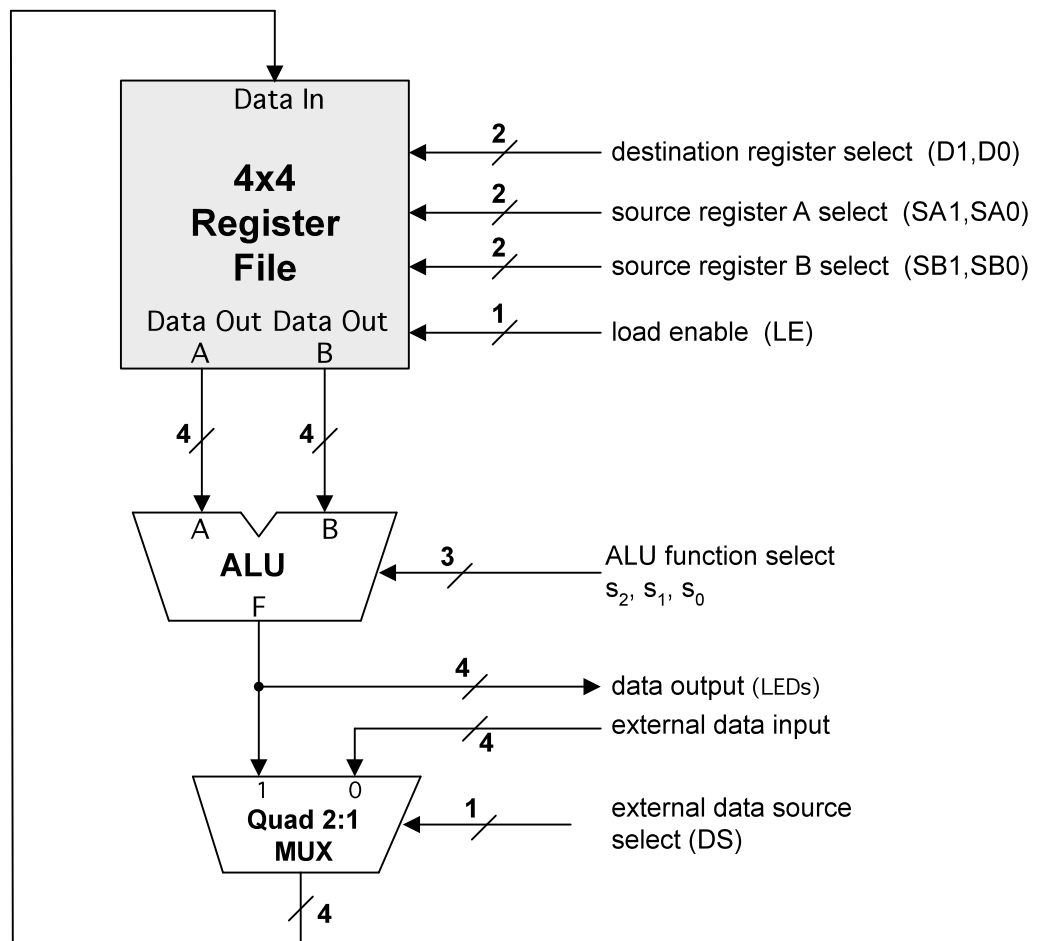 Data In
4x4
Register
File
Data Out Data Out
A B
2
destination register select (D1,D0)
2
source register A select (SA1,SA0)
2
source register B select (SB1,SB0)
1
load enable (LE)
4 4
A B
ALU
F
3
ALU function select
s2, s1, s0
4
data output (LEDs)
external data input
4
1 0
Quad 2:1
MUX
1
external data source
select (DS)
4